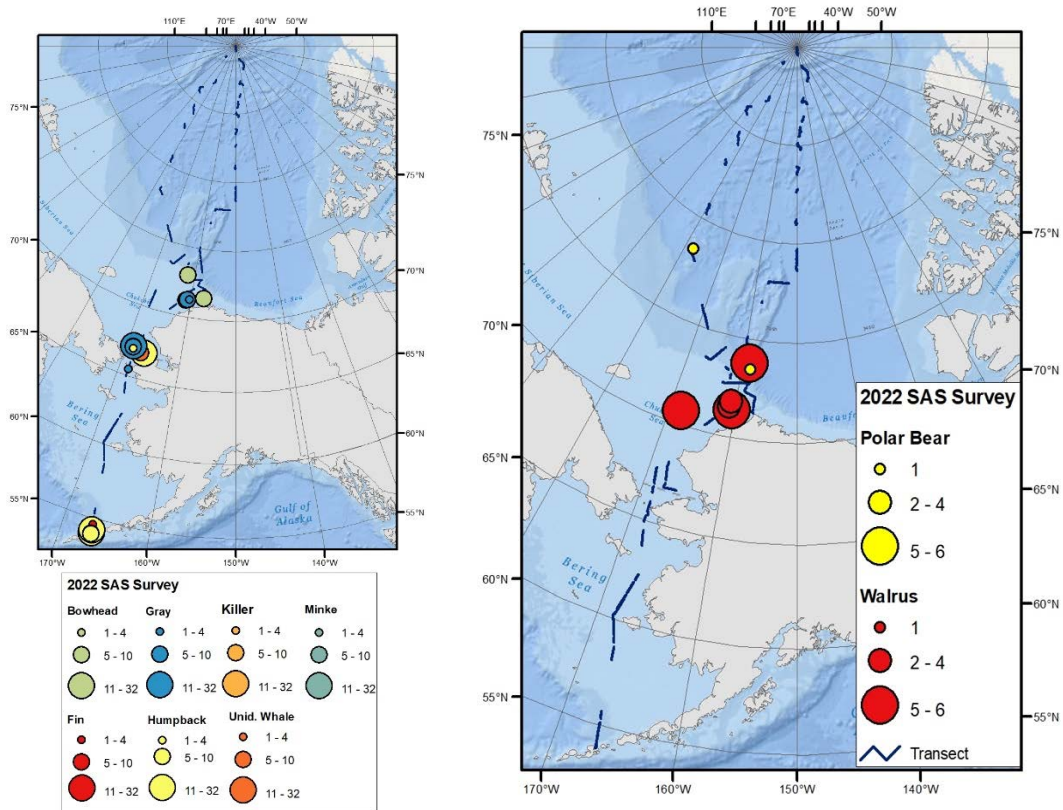 110°E 70°E 60°W 50°W
75°N
75°N
Siberian Sea
70°N
70°N
Chukchi Sea
Beaufort Sea
65°N
65°N
60°N
Bering Sea
60°N
55°N
Gulf of Alaska
55°N
170°W 160°W 150°W 140°W
2022 SAS Survey
Bowhead Gray Killer Minke
1 - 4 1 - 4 1 - 4 1 - 4
5 - 10 5 - 10 5 - 10 5 - 10
11 - 32 11 - 32 11 - 32 11 - 32
Fin Humpback Unid. Whale
1 - 4 1 - 4 1 - 4
5 - 10 5 - 10 5 - 10
11 - 32 11 - 32 11 - 32
110°E 70°E 60°W 50°W
75°N
75°N
Siberian Sea
70°N
70°N
Beaufort
65°N
65°N
60°N
Bering Sea
60°N
55°N
55°N
170°W 160°W 150°W 140°W
2022 SAS Survey
Polar Bear
1
2 - 4
5 - 6
Walrus
1
2 - 4
5 - 6
Transect